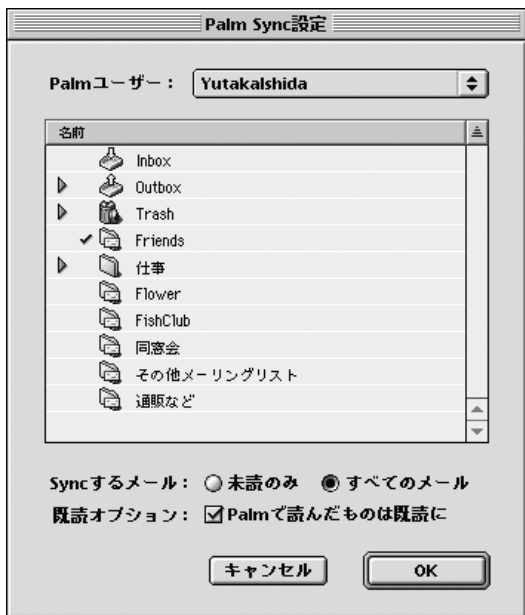 Palm Sync設定
Palmユーザー： YutakaIshida
名前
Inbox
Outbox
Trash
Friends
仕事
Flower
FishClub
同窓会
その他メーリングリスト
通販など
Syncするメール： 未読のみ すべてのメール
既読オプション： Palmで読んだものは既読に
キャンセル OK